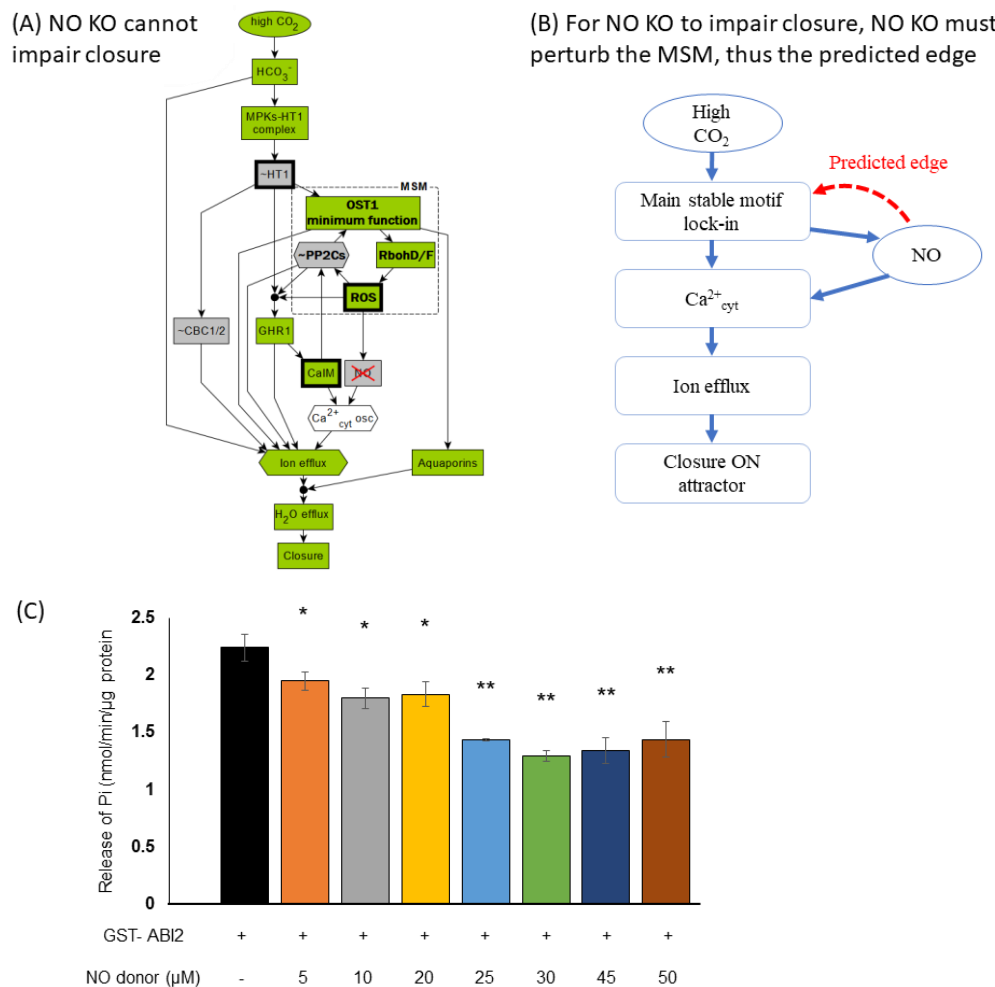 (A) NO KO cannot
impair closure
high CO2
HCO3-
MPKs-HT1
complex
~HT1
MSM
OST1
minimum function
~PP2Cs
RbohD/F
ROS
~CBC1/2
GHR1
CaIM
NO
Ca2+cyt osc
Ion efflux
Aquaporins
H2O efflux
Closure
(B) For NO KO to impair closure, NO KO must
perturb the MSM, thus the predicted edge
High
CO2
Predicted edge
Main stable motif
lock-in
NO
Ca2+cyt
Ion efflux
Closure ON
attractor
(C)
Release of Pi (nmol/min/µg protein)
2.5
2
1.5
1
0.5
0
* * * ** ** ** **
GST- ABI2 + + + + + + + +
NO donor (µM) - 5 10 20 25 30 45 50